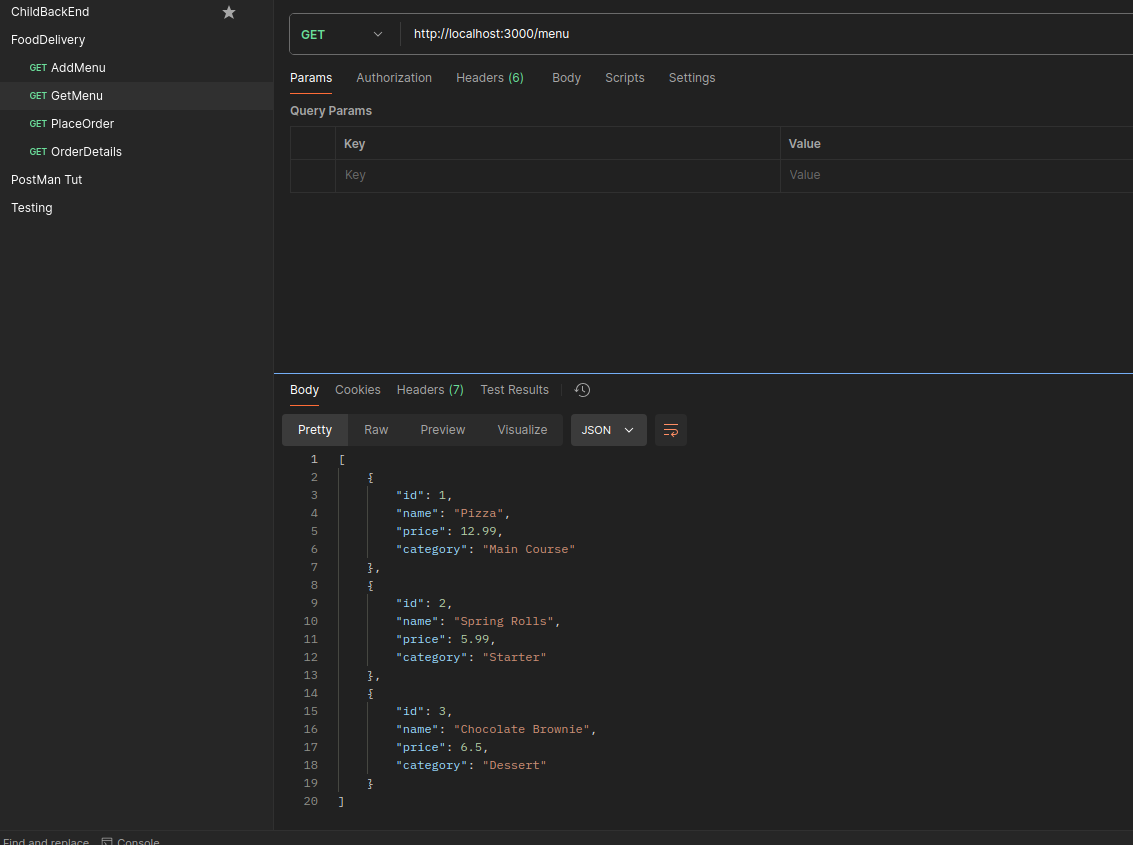 ChildBackEnd
FoodDelivery
GET AddMenu
GET GetMenu
GET PlaceOrder
GET OrderDetails
PostMan Tut
Testing
GET http://localhost:3000/menu
Params Authorization Headers (6) Body Scripts Settings
Query Params
Key Value
Key Value
Body Cookies Headers (7) Test Results
Pretty Raw Preview Visualize JSON
1 [
2 {
3 "id": 1,
4 "name": "Pizza",
5 "price": 12.99,
6 "category": "Main Course"
7 },
8 {
9 "id": 2,
10 "name": "Spring Rolls",
11 "price": 5.99,
12 "category": "Starter"
13 },
14 {
15 "id": 3,
16 "name": "Chocolate Brownie",
17 "price": 6.5,
18 "category": "Dessert"
19 }
20 ]
Find and replace Console